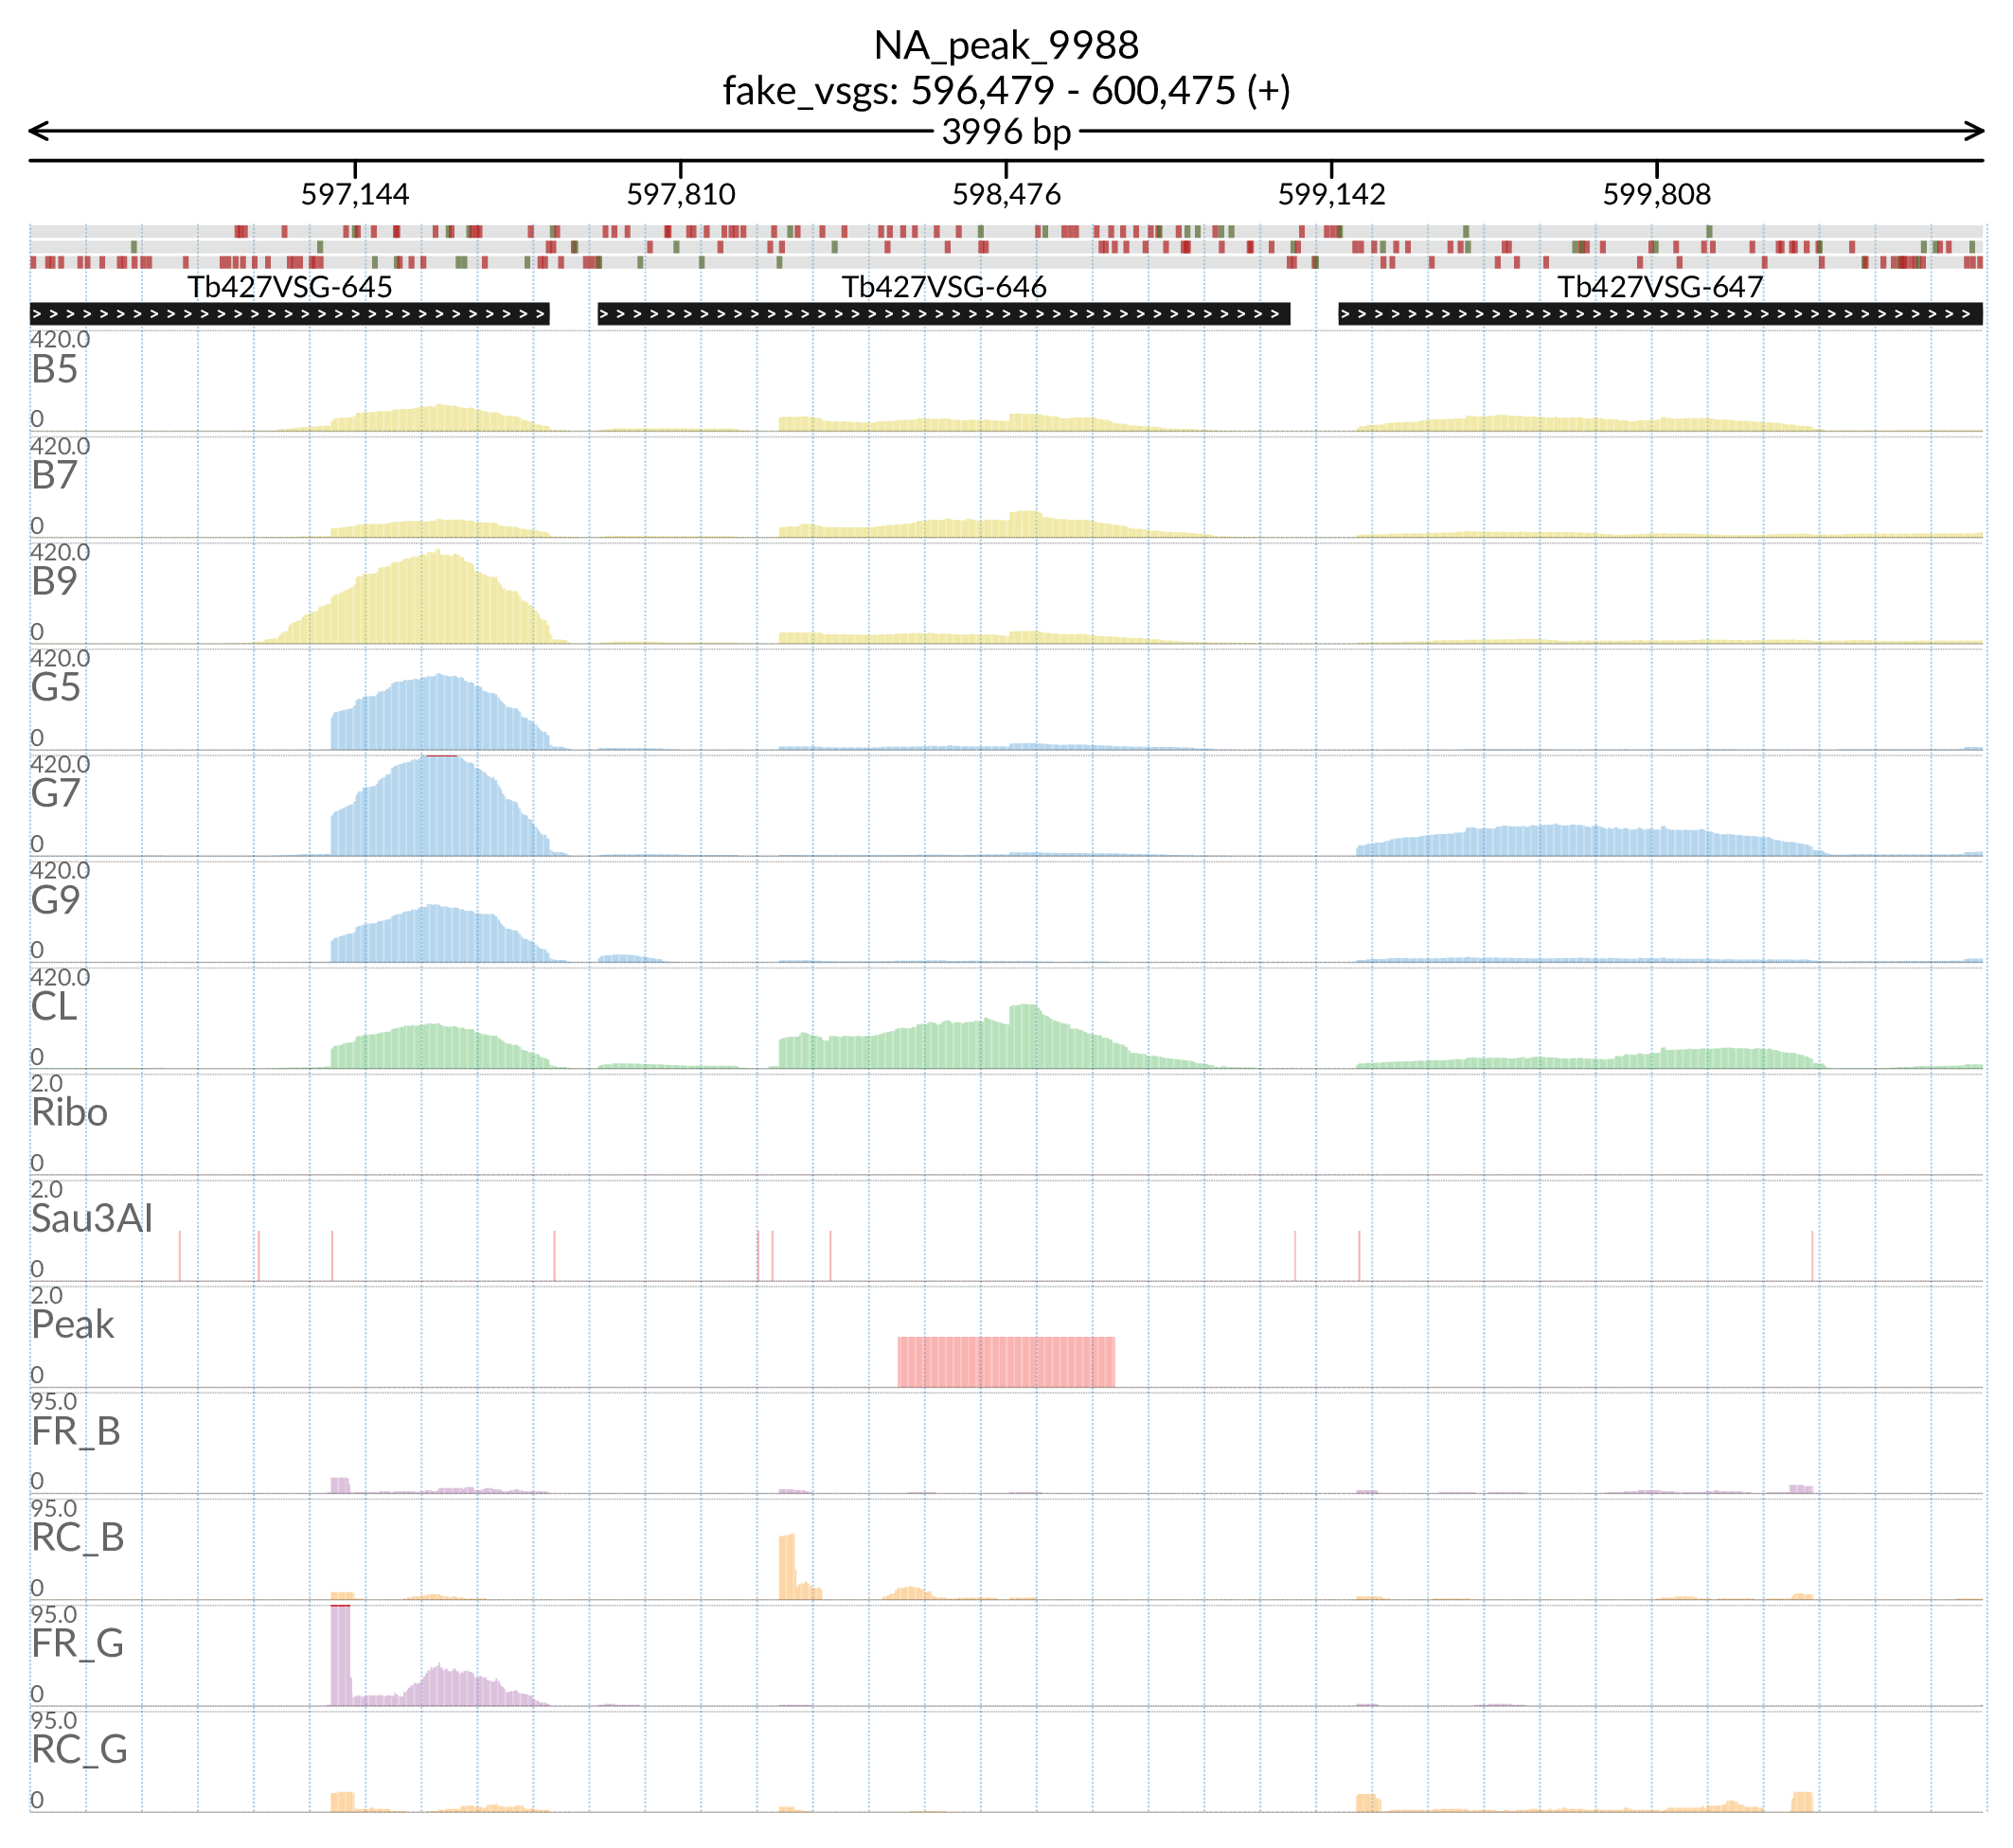 NA_peak_9988
fake_vsgs: 596,479 - 600,475 (+)
3996 bp
597,144 597,810 598,476 599,142 599,808
Tb427VSG-645 Tb427VSG-646 Tb427VSG-647
420.0
B5
0
420.0
B7
0
420.0
B9
0
420.0
G5
0
420.0
G7
0
420.0
G9
0
420.0
CL
0
2.0
Ribo
0
2.0
Sau3AI
0
2.0
Peak
0
95.0
FR_B
0
95.0
RC_B
0
95.0
FR_G
0
95.0
RC_G
0